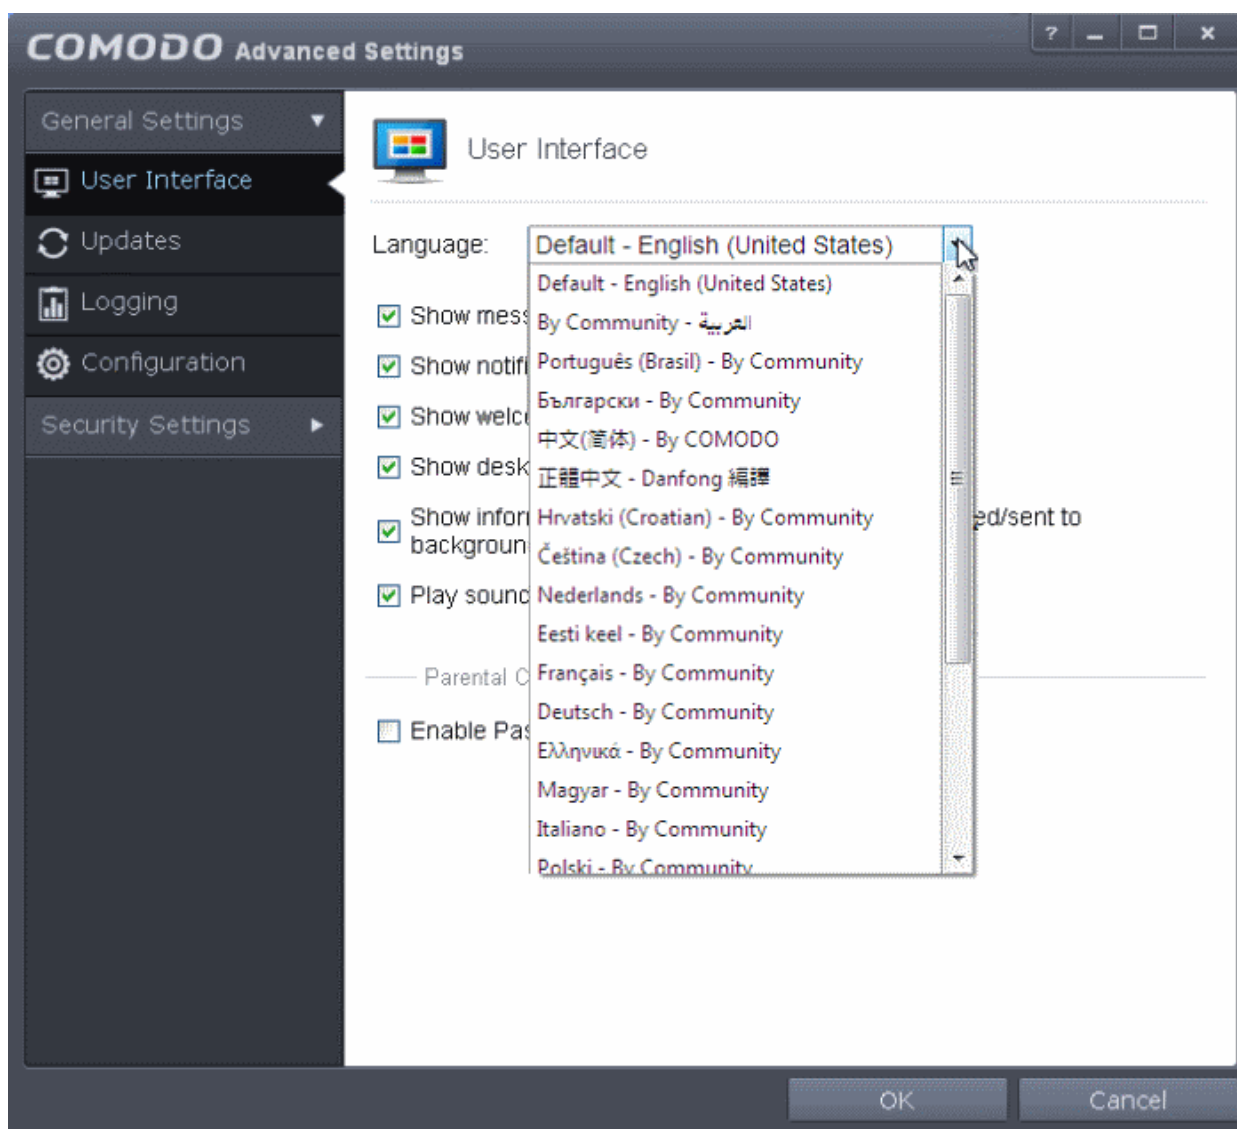 COMODO Advanced Settings
?
General Settings
User Interface
Updates
Logging
Configuration
Security Settings
User Interface
Language: Default - English (United States)
Default - English (United States)
By Community - العربية
Português (Brasil) - By Community
Български - By Community
中文(简体) - By COMODO
正體中文 - Danfong 編譯
Hrvatski (Croatian) - By Community
Čeština (Czech) - By Community
Nederlands - By Community
Eesti keel - By Community
Français - By Community
Deutsch - By Community
Ελληνικά - By Community
Magyar - By Community
Italiano - By Community
Polski - By Community
Show mess
Show notifi
Show welc
Show desk
Show infor ed/sent to
backgroun
Play sound
Parental C
Enable Pas
OK
Cancel